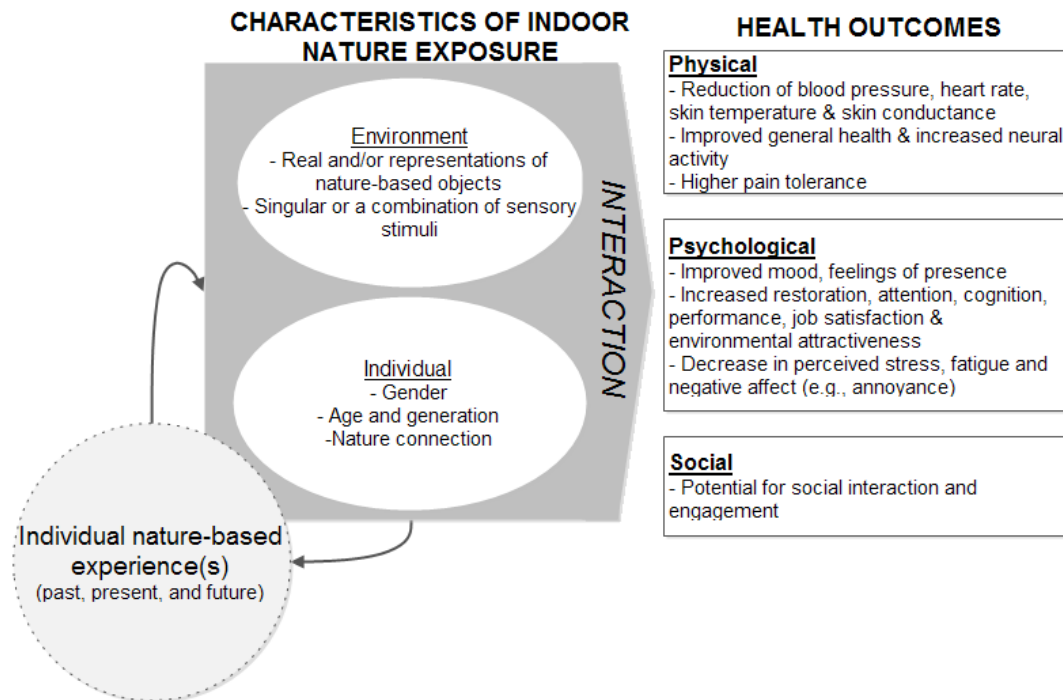 CHARACTERISTICS OF INDOOR
NATURE EXPOSURE
Environment
- Real and/or representations of
nature-based objects
- Singular or a combination of sensory
stimuli
Individual
- Gender
- Age and generation
-Nature connection
INTERACTION
Individual nature-based
experience(s)
(past, present, and future)
HEALTH OUTCOMES
Physical
- Reduction of blood pressure, heart rate,
skin temperature & skin conductance
- Improved general health & increased neural
activity
- Higher pain tolerance
Psychological
- Improved mood, feelings of presence
- Increased restoration, attention, cognition,
performance, job satisfaction &
environmental attractiveness
- Decrease in perceived stress, fatigue and
negative affect (e.g., annoyance)
Social
- Potential for social interaction and
engagement